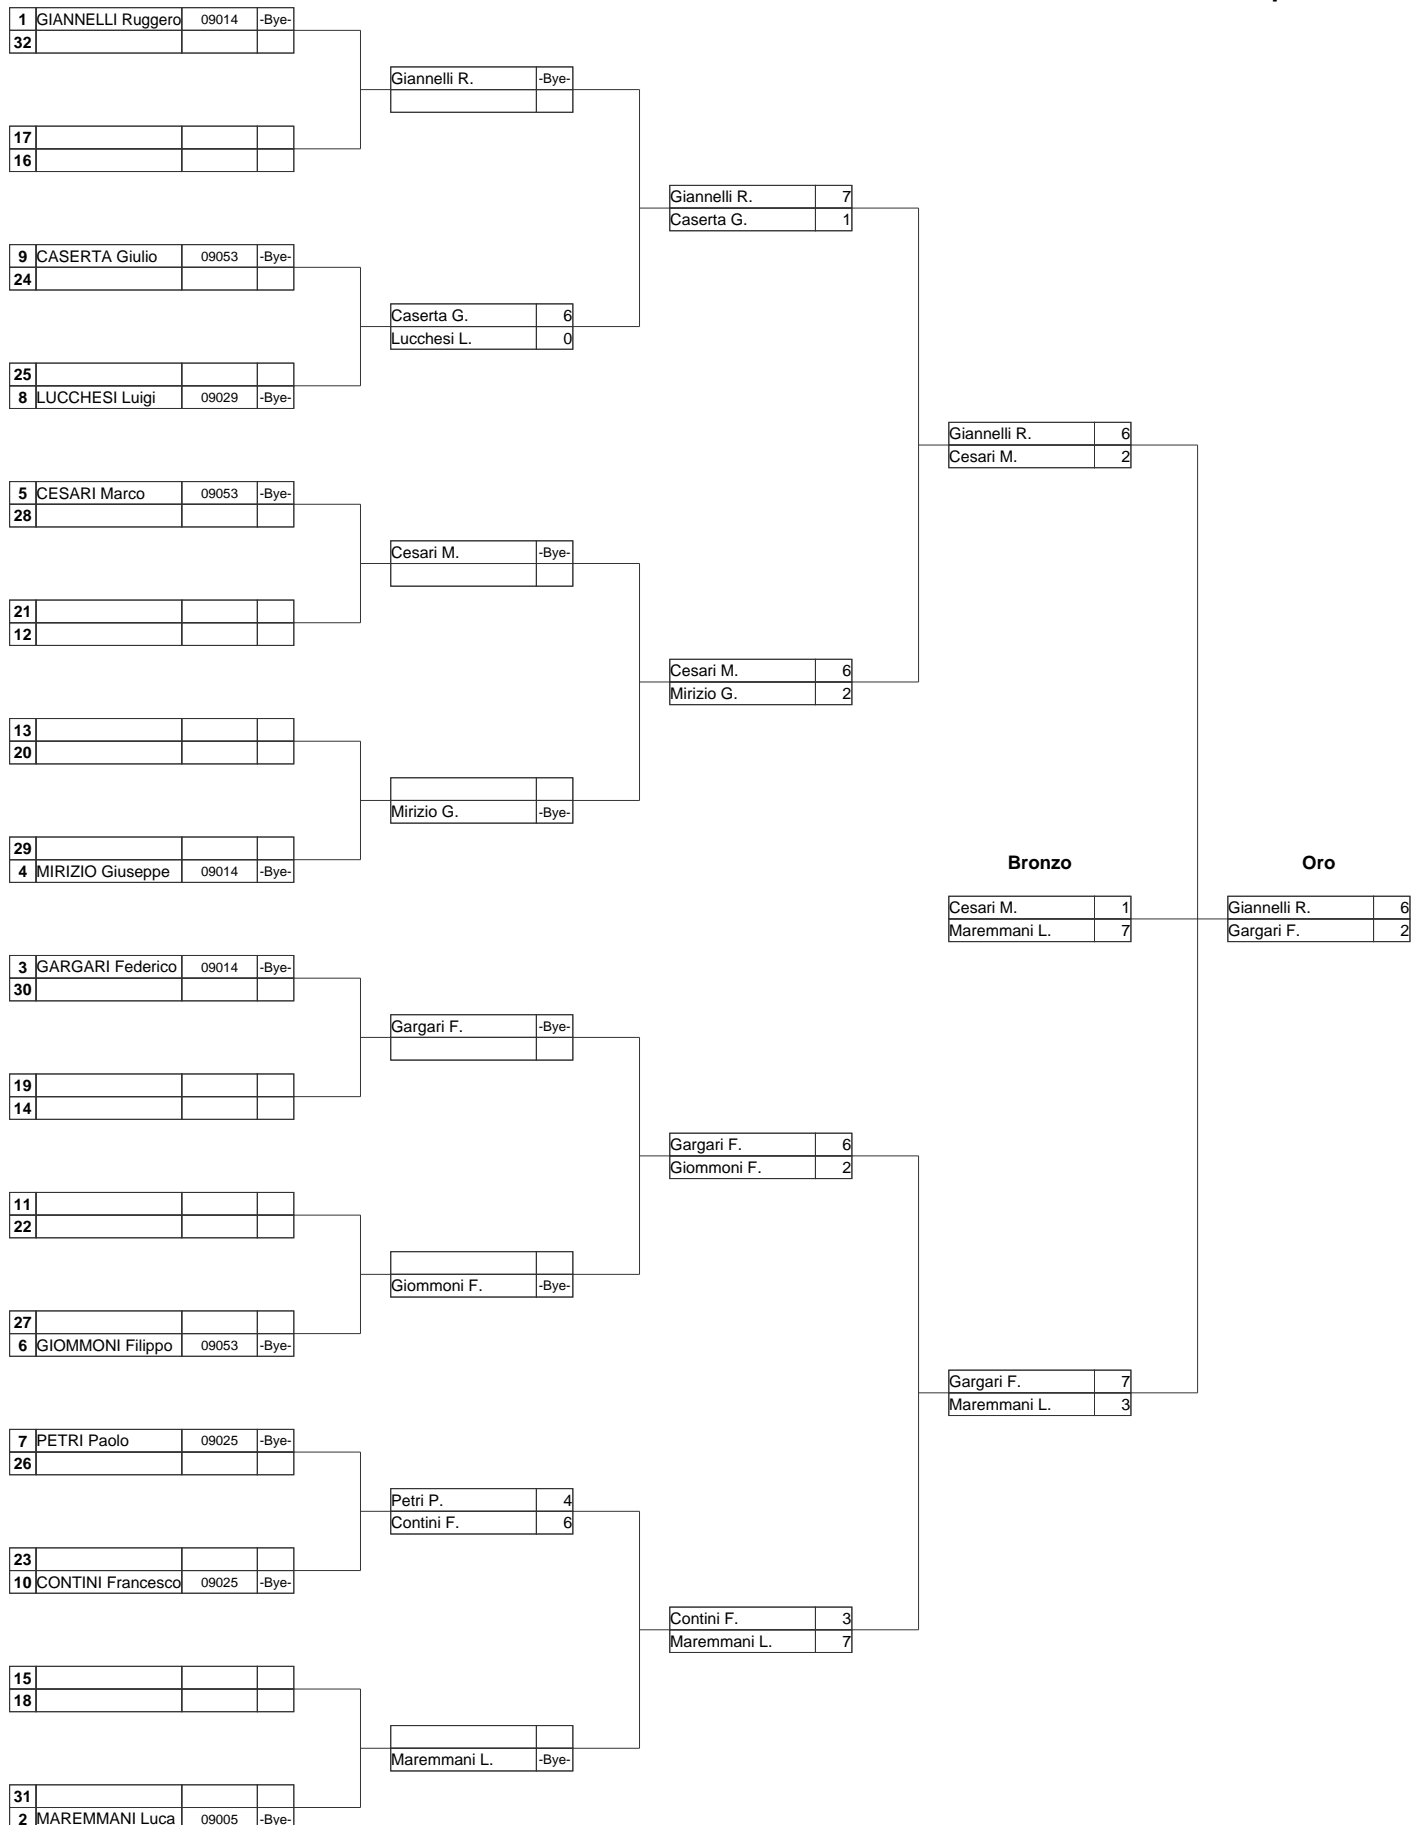 1 GIANNELLI Ruggero 09014 -Bye-
32
Giannelli R. -Bye-
17
16
Giannelli R. 7
Caserta G. 1
9 CASERTA Giulio 09053 -Bye-
24
Caserta G. 6
Lucchesi L. 0
25
8 LUCCHESI Luigi 09029 -Bye-
Giannelli R. 6
Cesari M. 2
5 CESARI Marco 09053 -Bye-
28
Cesari M. -Bye-
21
12
Cesari M. 6
Mirizio G. 2
13
20
Mirizio G. -Bye-
29
4 MIRIZIO Giuseppe 09014 -Bye-
Bronzo Oro
Cesari M. 1 Giannelli R. 6
Maremmani L. 7 Gargari F. 2
3 GARGARI Federico 09014 -Bye-
30
Gargari F. -Bye-
19
14
Gargari F. 6
Giommoni F. 2
11
22
Giommoni F. -Bye-
27
6 GIOMMONI Filippo 09053 -Bye-
Gargari F. 7
Maremmani L. 3
7 PETRI Paolo 09025 -Bye-
26
Petri P. 4
Contini F. 6
23
10 CONTINI Francesco 09025 -Bye-
Contini F. 3
Maremmani L. 7
15
18
Maremmani L. -Bye-
31
2 MAREMMANI Luca 09005 -Bye-